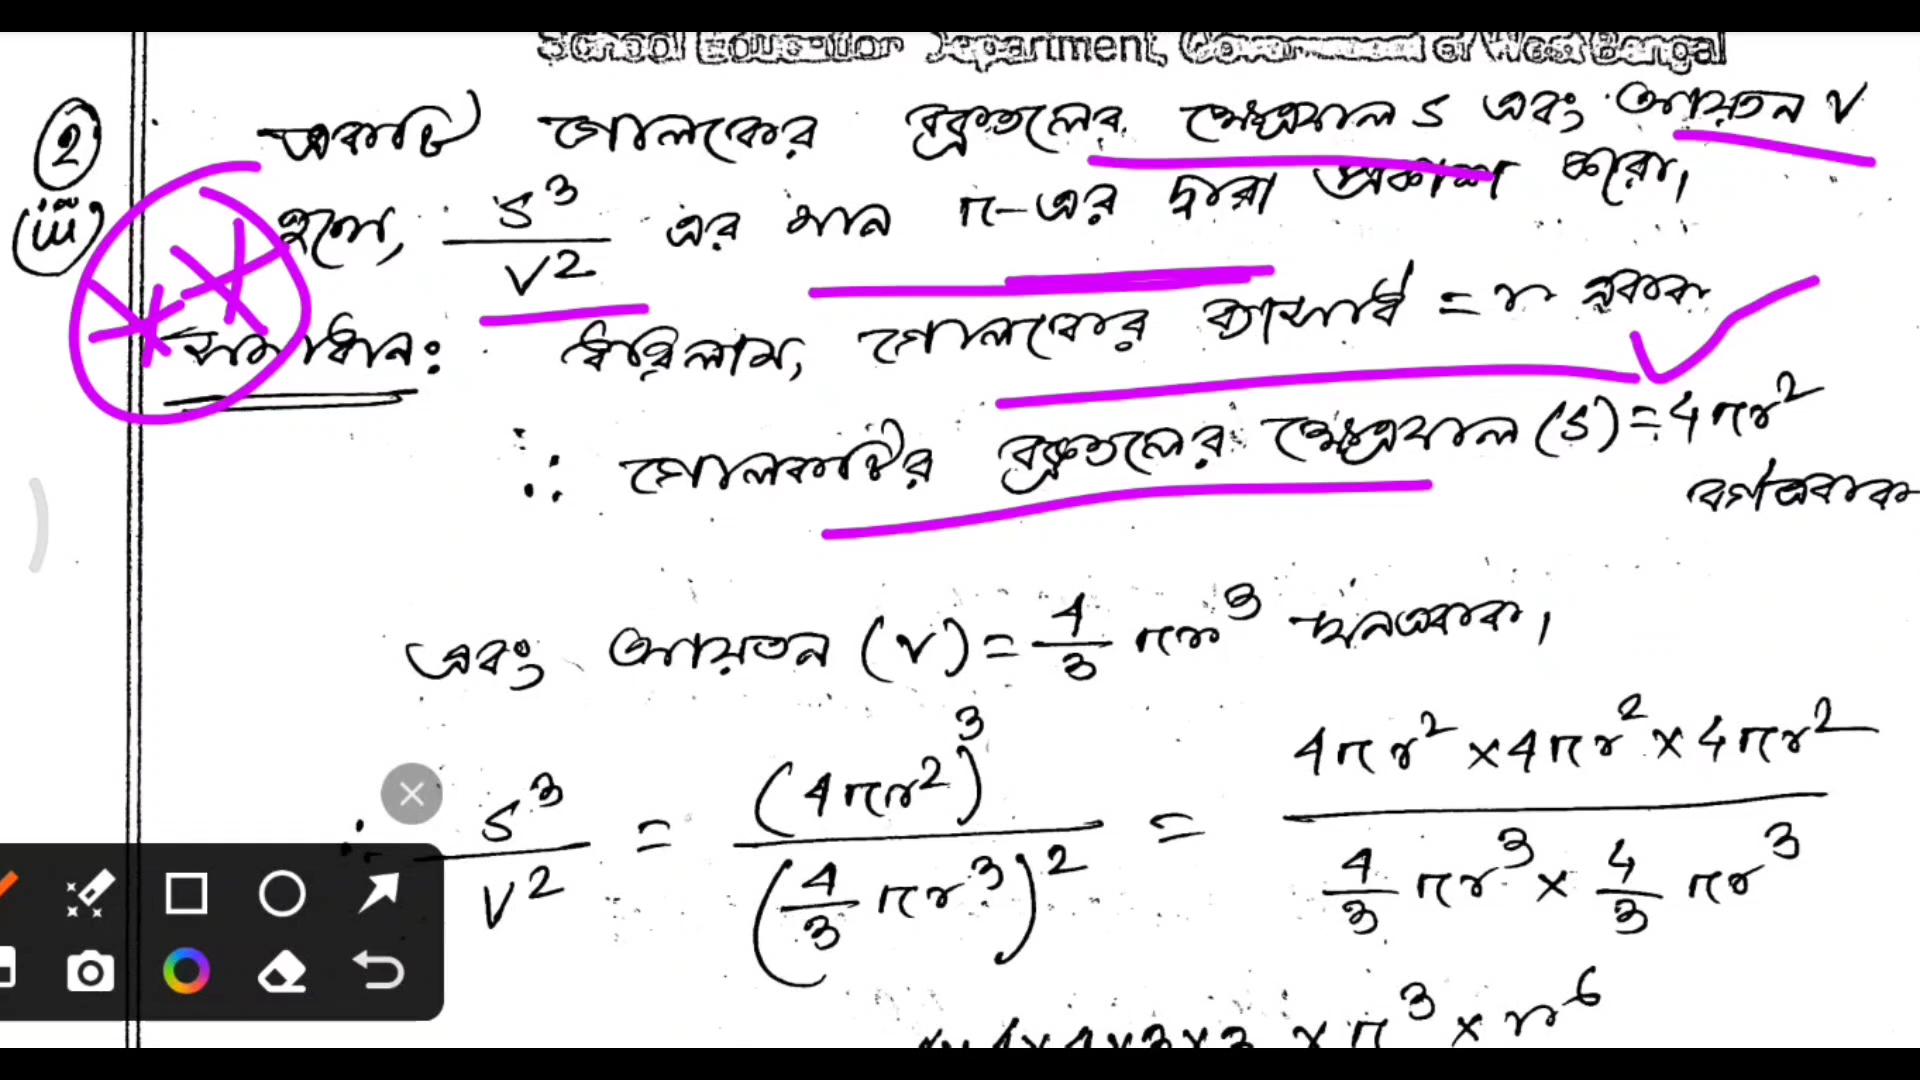 School Education Department, Government of West Bengal
২ একটি গোলকের বক্রতলের ক্ষেত্রফল S এবং আয়তন V
(iii) হলে, S³/V² এর মান π-এর দ্বারা প্রকাশ করো।
সমাধান: ধরিলাম, গোলকের ব্যাসার্ধ = r একক
∴ গোলকটির বক্রতলের ক্ষেত্রফল (S) = 4πr²
বর্গএকক
এবং আয়তন (V) = 4/3 πr³ ঘনএকক।
∴ S³/V² = (4πr²)³/(4/3 πr³)² = 4πr² × 4πr² × 4πr² / 4/3 πr³ × 4/3 πr³
× π³ × r⁶